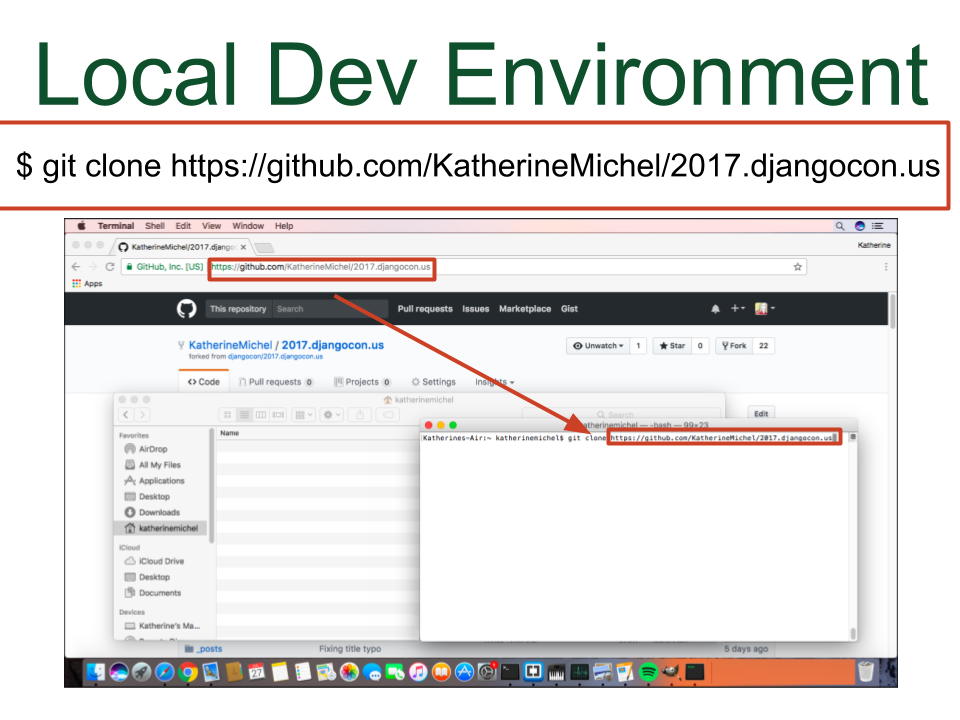 Local Dev Environment
$ git clone https://github.com/KatherineMichel/2017.djangocon.us
Terminal Shell Edit View Window Help
KatherineMichel/2017.djang
Katherine
GitHub, Inc. [US] https://github.com/KatherineMichel/2017.djangocon.us
Apps
This repository Search Pull requests Issues Marketplace Gist
KatherineMichel / 2017.djangocon.us
Unwatch 1 Star 0 Fork 22
forked from djangocon/2017.djangocon.us
Code Pull requests 0 Projects 0 Settings Insights
katherinemichel
Search
Edit
Favorites
Name
AirDrop
All My Files
Applications
Desktop
Downloads
katherinemichel
iCloud
iCloud Drive
Desktop
Documents
Devices
Katherine's Ma...
atherinemichel — -bash — 99×23
Katherines-Air:~ katherinemichel$ git clone https://github.com/KatherineMichel/2017.djangocon.us
_posts Fixing title typo 5 days ago
27